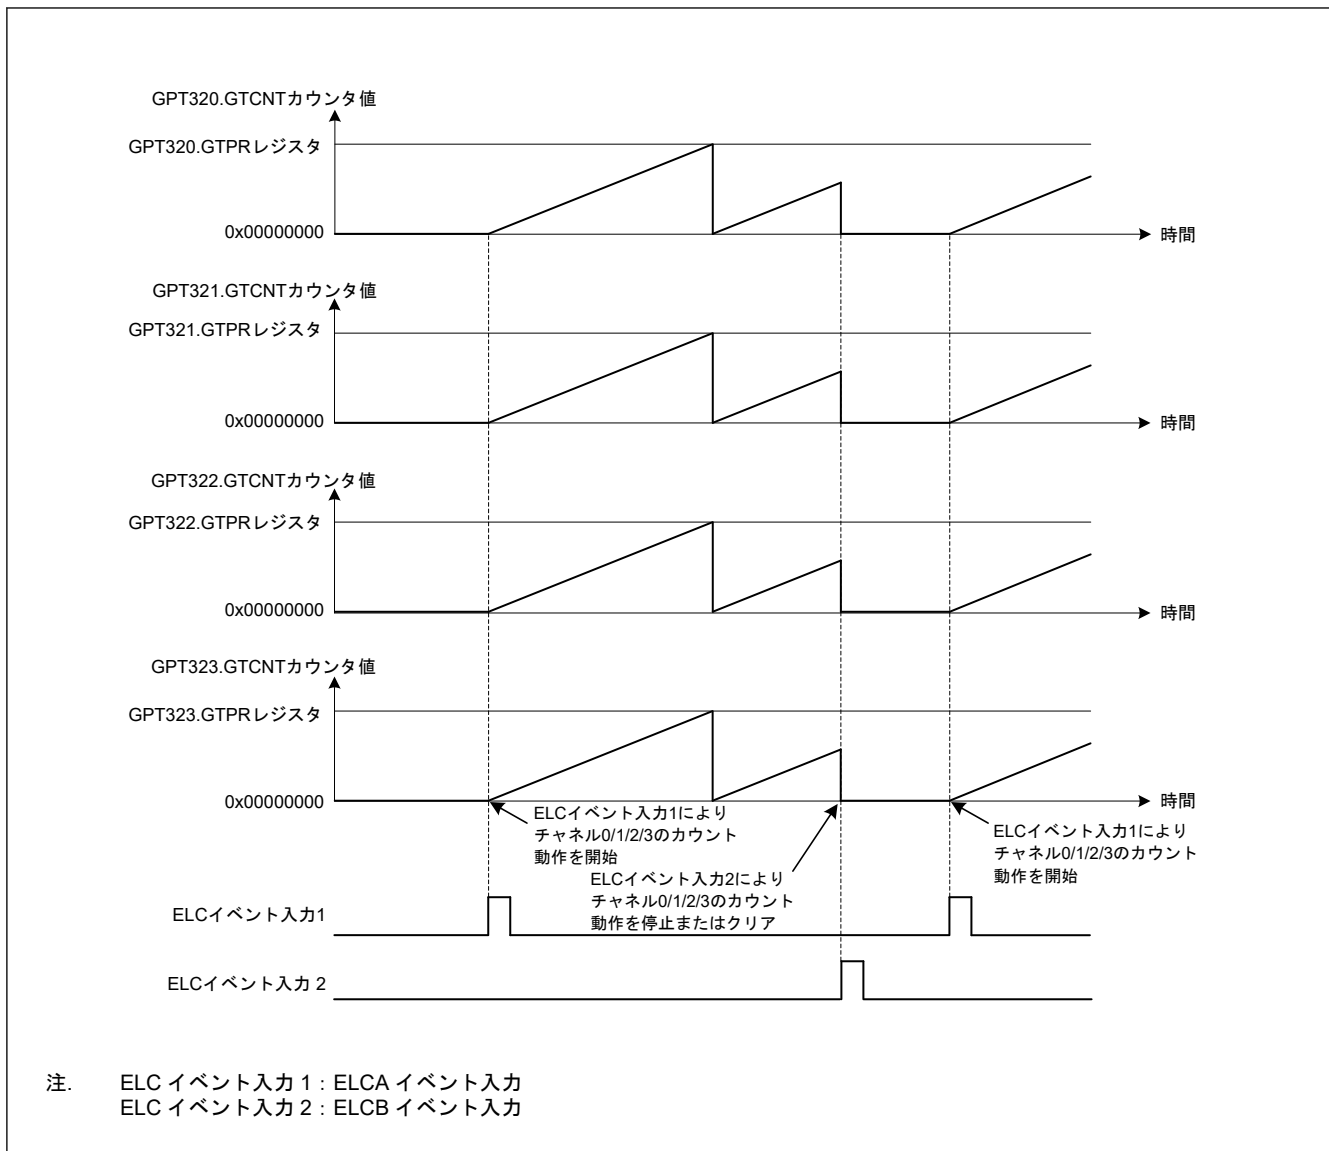 GPT320.GTCNTカウンタ値
GPT320.GTPRレジスタ
0x00000000
時間
GPT321.GTCNTカウンタ値
GPT321.GTPRレジスタ
0x00000000
時間
GPT322.GTCNTカウンタ値
GPT322.GTPRレジスタ
0x00000000
時間
GPT323.GTCNTカウンタ値
GPT323.GTPRレジスタ
0x00000000
時間
ELCイベント入力1により
チャネル0/1/2/3のカウント
動作を開始
ELCイベント入力2により
チャネル0/1/2/3のカウント
動作を停止またはクリア
ELCイベント入力1により
チャネル0/1/2/3のカウント
動作を開始
ELCイベント入力1
ELCイベント入力 2
注. ELC イベント入力 1：ELCA イベント入力
ELC イベント入力 2：ELCB イベント入力